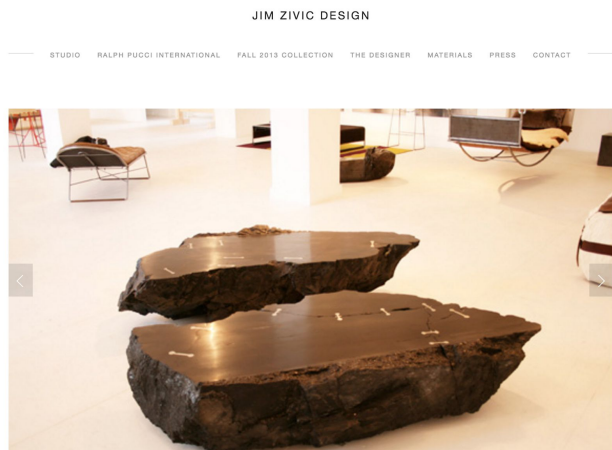 JIM ZIVIC DESIGN
STUDIO RALPH PUCCI INTERNATIONAL FALL 2013 COLLECTION THE DESIGNER MATERIALS PRESS CONTACT